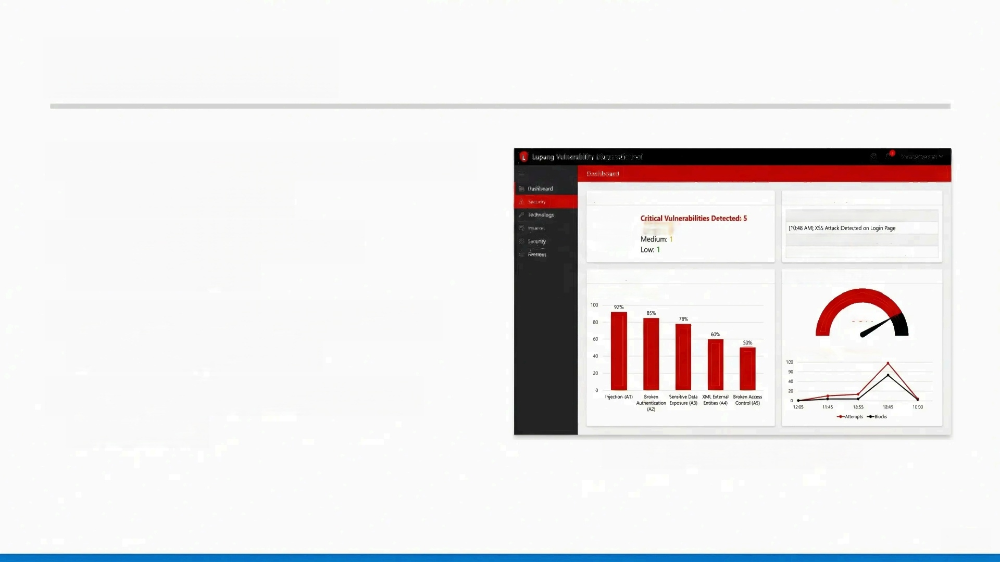 L Lupang Vulnerability Diagnostic Tool
Dashboard
Dashboard
Security
Technologs
Security
Critical Vulnerabilities Detected: 5
Medium: 1
Low: 1
[10:48 AM] XSS Attack Detected on Login Page
100
80
60
40
20
0
92%
85%
78%
60%
50%
Injection (A1)
Broken
Authentication
(A2)
Sensitive Data
Exposure (A3)
XML External
Entities (A4)
Broken Access
Control (A5)
100
90
40
20
0
12:05
11:45
18:55
18:45
10:90
Attempts
Blocks